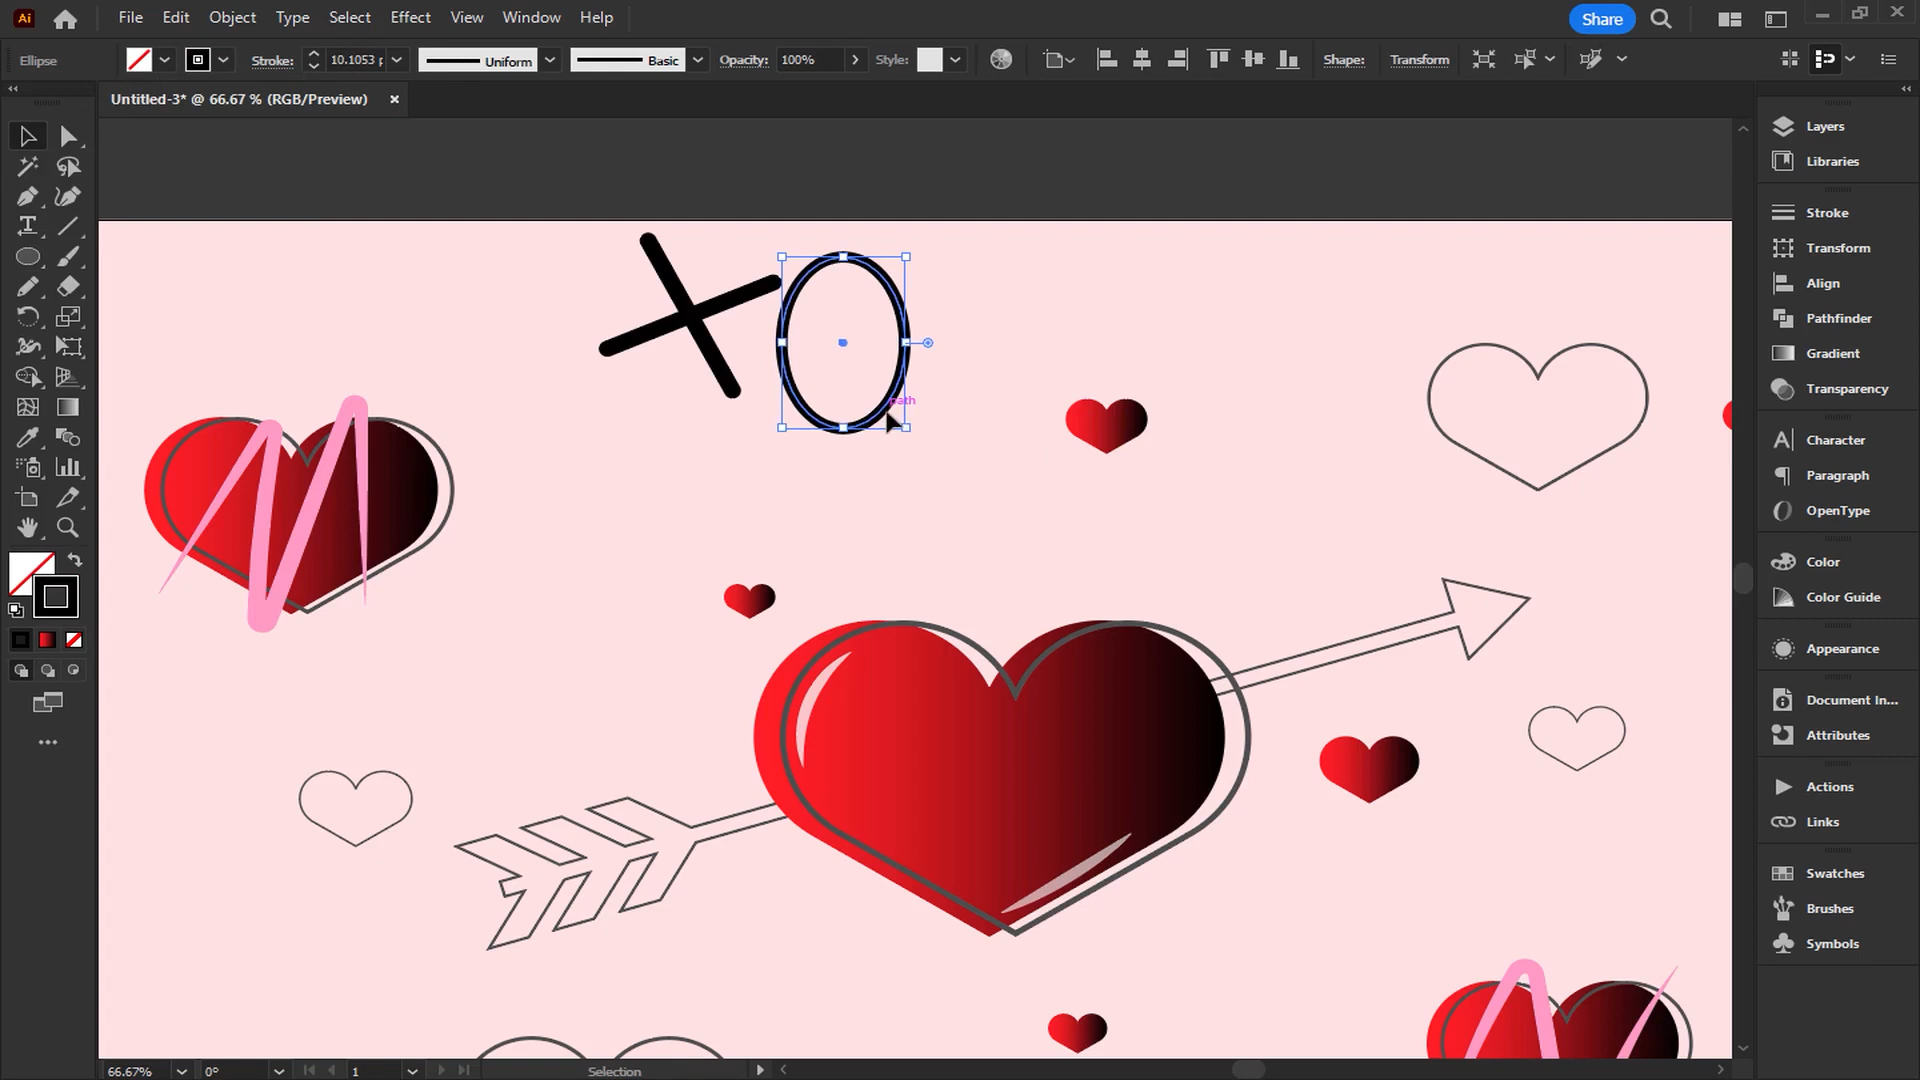 Ai File Edit Object Type Select Effect View Window Help Share
Ellipse Stroke: 10.1053 p Uniform Basic Opacity: 100% Style: Shape: Transform
Untitled-3* @ 66.67 % (RGB/Preview)
Layers
Libraries
Stroke
Transform
Align
Pathfinder
Gradient
Transparency
Character
Paragraph
OpenType
Color
Color Guide
Appearance
Document In...
Attributes
Actions
Links
Swatches
Brushes
Symbols
path
66.67% 0° 1 Selection